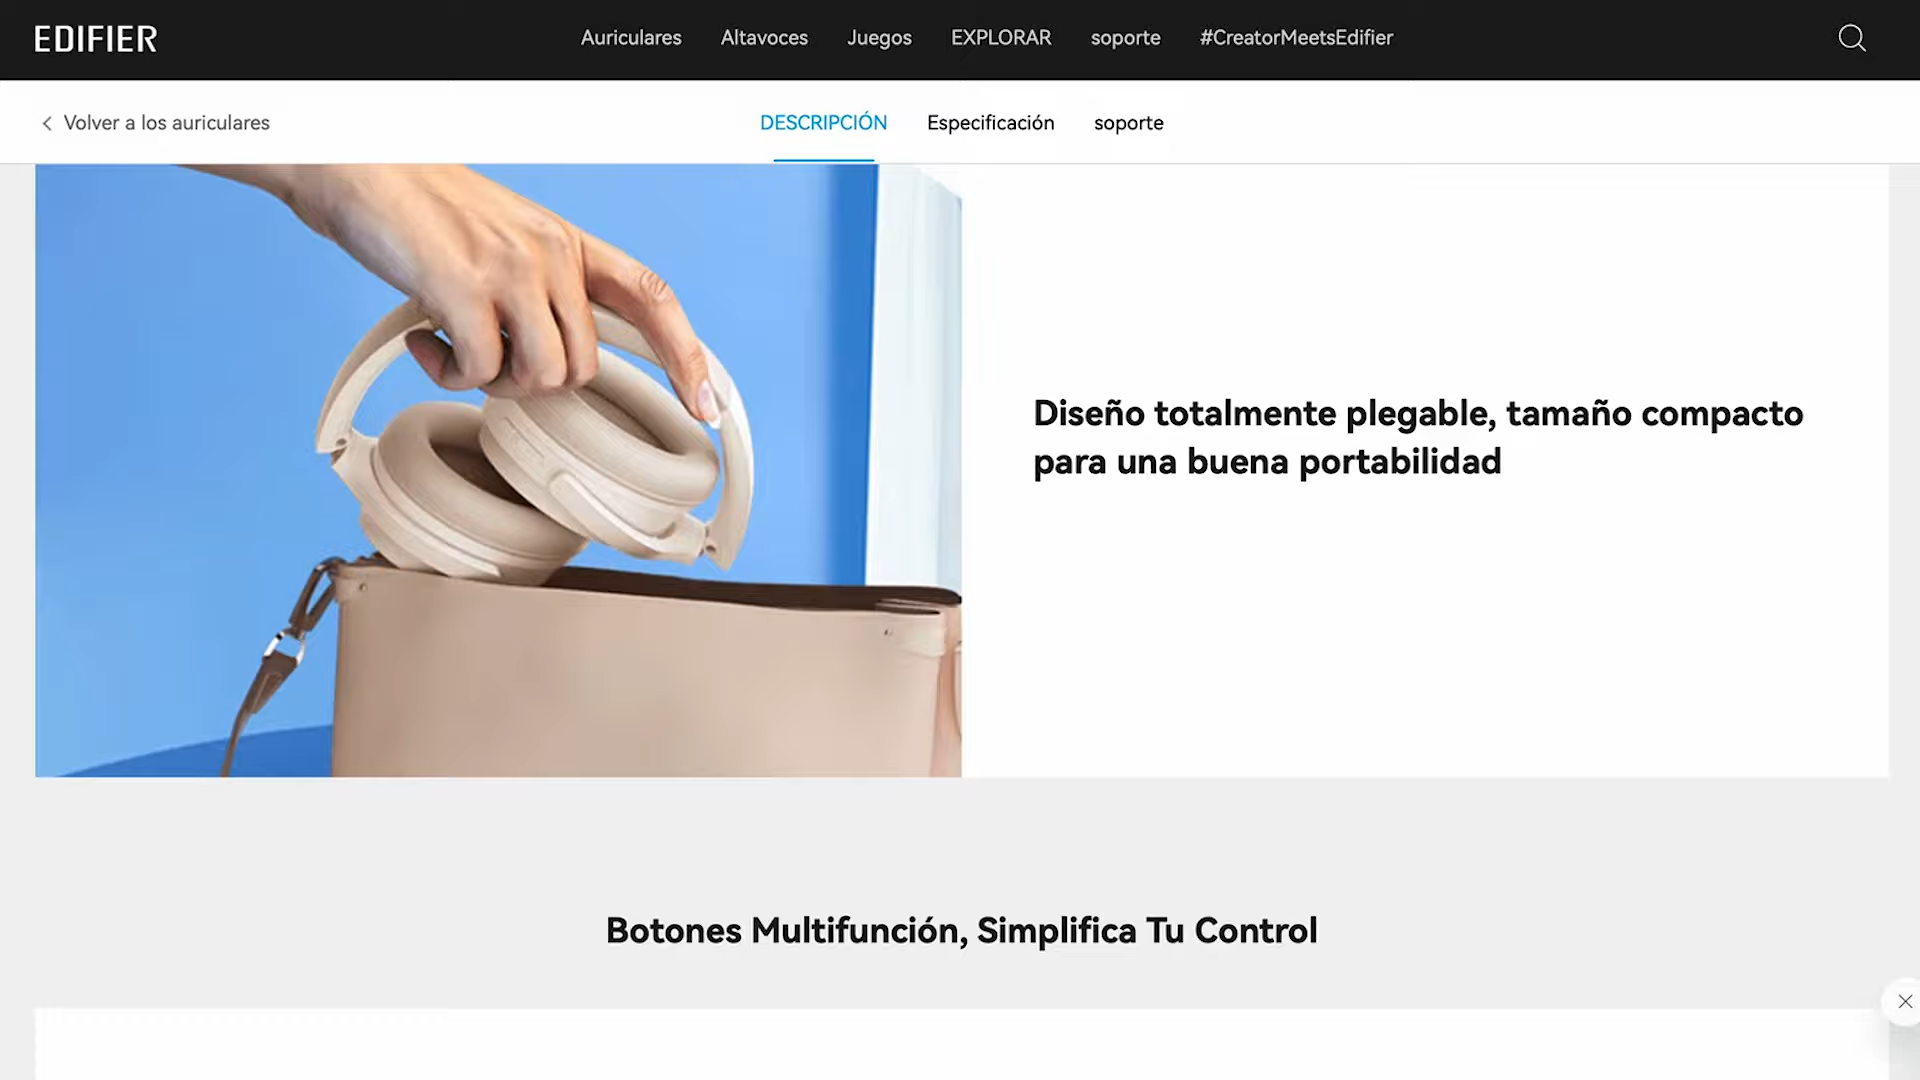 EDIFIER
Auriculares
Altavoces
Juegos
EXPLORAR
soporte
#CreatorMeetsEdifier
Volver a los auriculares
DESCRIPCIÓN
Especificación
soporte
Diseño totalmente plegable, tamaño compacto
para una buena portabilidad
Botones Multifunción, Simplifica Tu Control